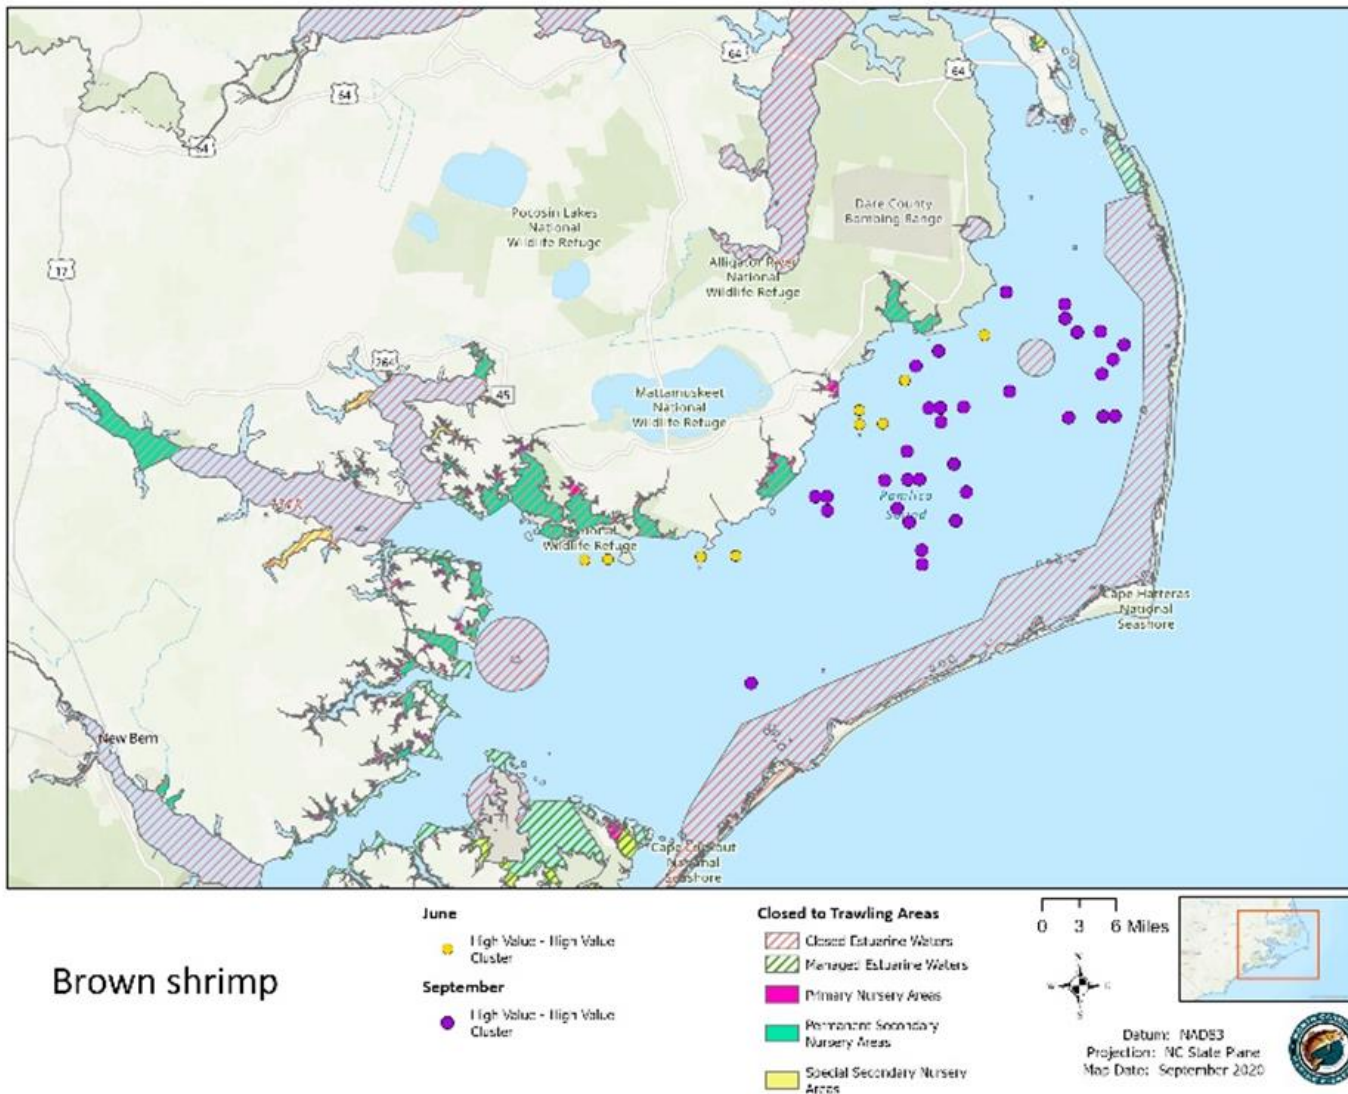 64
64
64
64
Dare County
Bombing Range
Pocosin Lakes
National
Wildlife Refuge
17
Alligator River
National
Wildlife Refuge
264
45
Mattamuskeet
National
Wildlife Refuge
Pamlico
Sound
National
Wildlife Refuge
Cape Hatteras
National
Seashore
New Bern
Cape Lookout
National
Seashore
Brown shrimp
June
High Value - High Value
Cluster
September
High Value - High Value
Cluster
Closed to Trawling Areas
Closed Estuarine Waters
Managed Estuarine Waters
Primary Nursery Areas
Permanent Secondary
Nursery Areas
Special Secondary Nursery
Areas
0 3 6 Miles
N
S
Datum: NAD83
Projection: NC State Plane
Map Date: September 2020